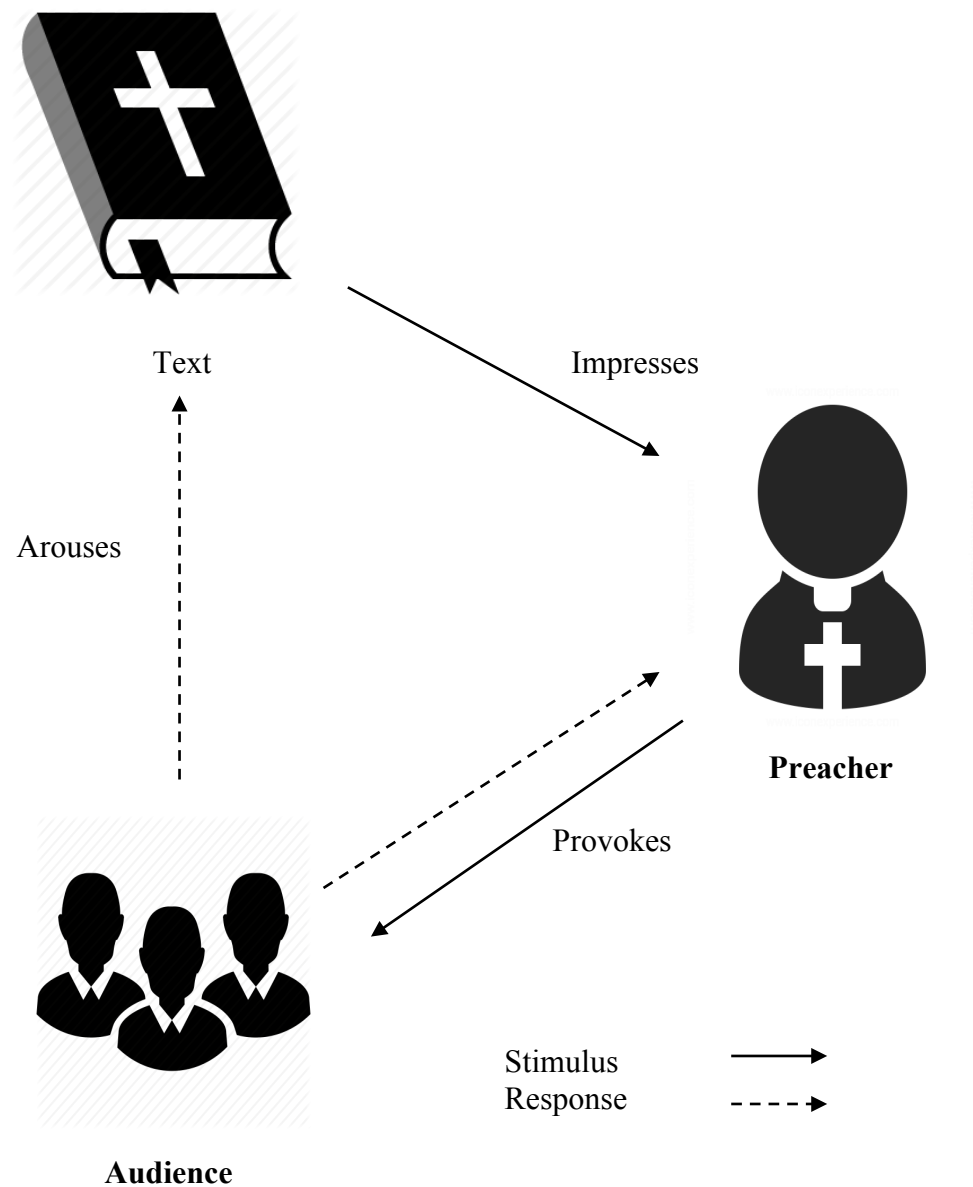 Text
Impresses
Arouses
Preacher
Provokes
Stimulus
Response
Audience